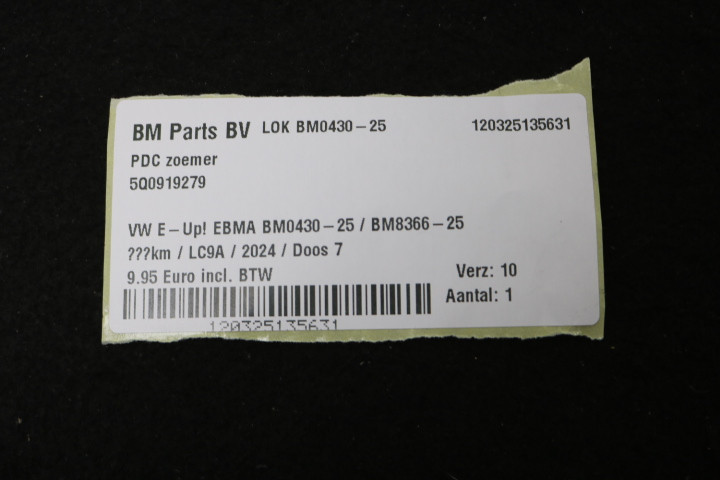 BM Parts BV LOK BM0430-25 120325135631
PDC zoemer
5Q0919279
VW E-Up! EBMA BM0430-25 / BM8366-25
???km / LC9A / 2024 / Doos 7
9.95 Euro incl. BTW Verz: 10
Aantal: 1
120325135631